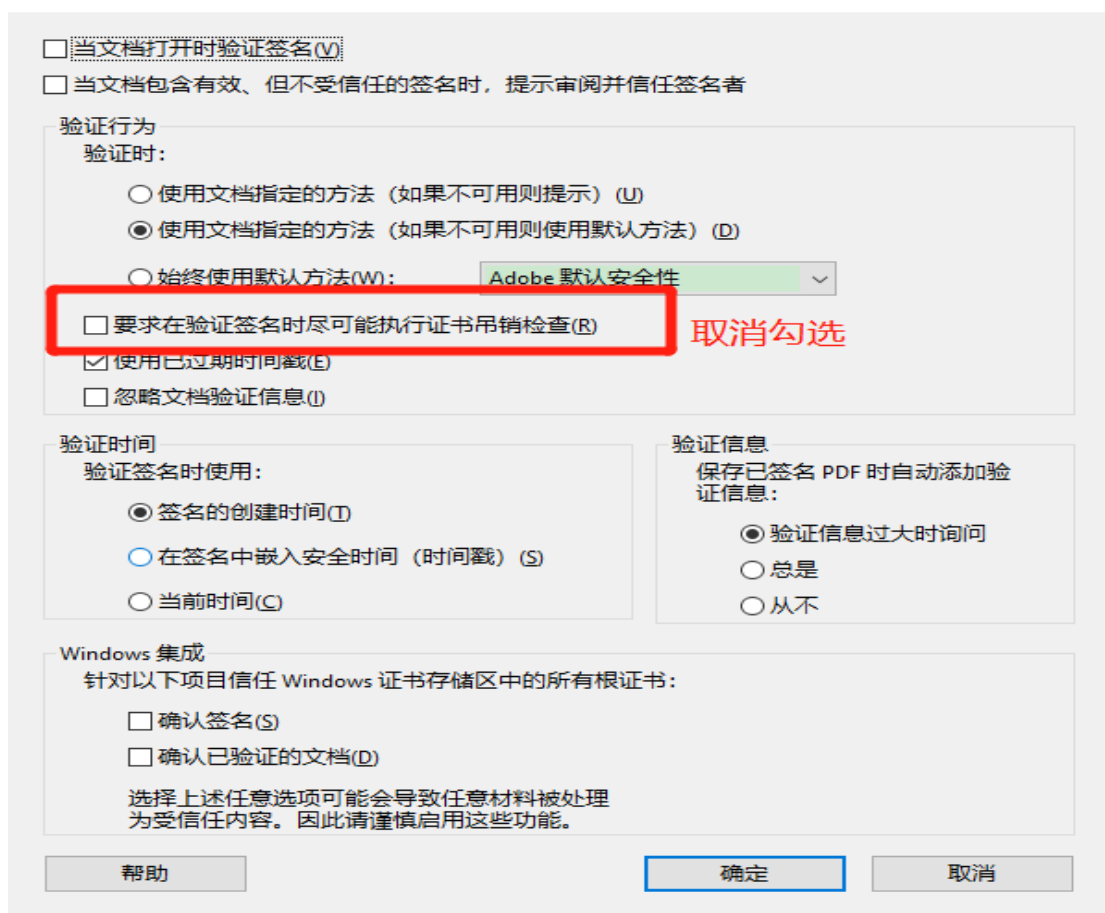 当文档打开时验证签名(V)
当文档包含有效、但不受信任的签名时，提示审阅并信任签名者
验证行为
验证时：
使用文档指定的方法（如果不可用则提示）(U)
使用文档指定的方法（如果不可用则使用默认方法）(D)
始终使用默认方法(W)： Adobe 默认安全性
要求在验证签名时尽可能执行证书吊销检查(R)
取消勾选
使用已过期时间戳(E)
忽略文档验证信息(I)
验证时间
验证签名时使用：
签名的创建时间(T)
在签名中嵌入安全时间（时间戳）(S)
当前时间(C)
验证信息
保存已签名 PDF 时自动添加验
证信息：
验证信息过大时询问
总是
从不
Windows 集成
针对以下项目信任 Windows 证书存储区中的所有根证书：
确认签名(S)
确认已验证的文档(D)
选择上述任意选项可能会导致任意材料被处理
为受信任内容。因此请谨慎启用这些功能。
帮助
确定
取消